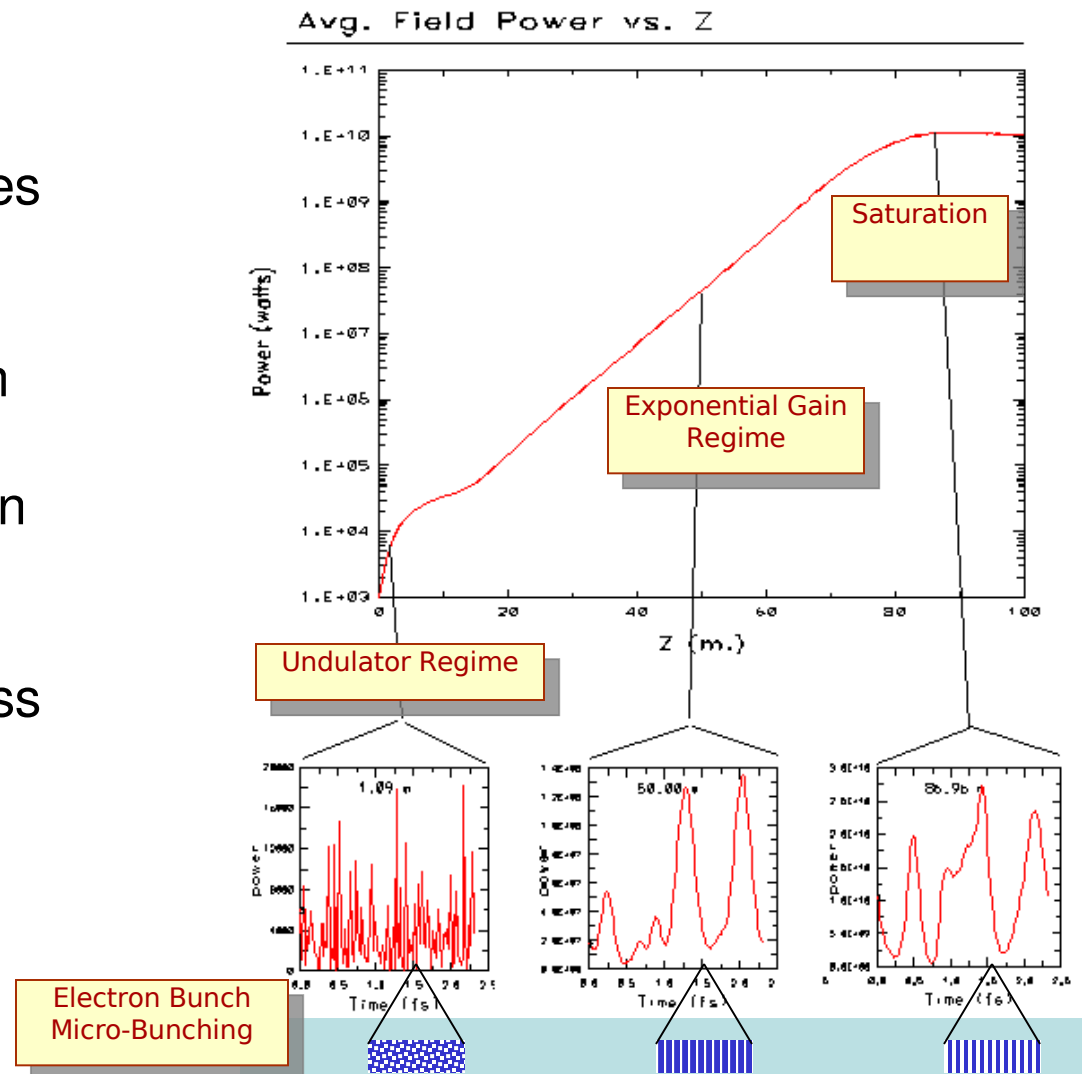 Avg. Field Power vs. Z
es
n
n
ss
1.E+11
1.E+10
1.E+09
1.E+08
1.E+07
1.E+06
1.E+05
1.E+04
1.E+03
Power (watts)
0 20 40 60 80 100
Z (m.)
Saturation
Exponential Gain
Regime
Undulator Regime
1.09 m
power
Time (fs)
50.00 m
power
Time (fs)
86.96 m
power
Time (fs)
Electron Bunch
Micro-Bunching